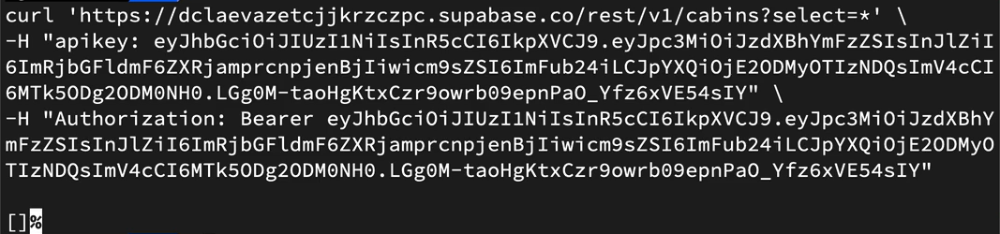 curl 'https://dclaevazetcjjkrzczpc.supabase.co/rest/v1/cabins?select=*' \
-H "apikey: eyJhbGciOiJIUzI1NiIsInR5cCI6IkpXVCJ9.eyJpc3MiOiJzdXBhYmFzZSIsInJlZiI
6ImRjbGFldmF6ZXRjamprcnpjenBjIiwicm9sZSI6ImFub24iLCJpYXQiOjE2ODMyOTIzNDQsImV4cCI
6MTk5ODg2ODM0NH0.LGg0M-taoHgKtxCzr9owrb09epnPaO_Yfz6xVE54sIY" \
-H "Authorization: Bearer eyJhbGciOiJIUzI1NiIsInR5cCI6IkpXVCJ9.eyJpc3MiOiJzdXBhY
mFzZSIsInJlZiI6ImRjbGFldmF6ZXRjamprcnpjenBjIiwicm9sZSI6ImFub24iLCJpYXQiOjE2ODMyO
TIzNDQsImV4cCI6MTk5ODg2ODM0NH0.LGg0M-taoHgKtxCzr9owrb09epnPaO_Yfz6xVE54sIY"
[]%